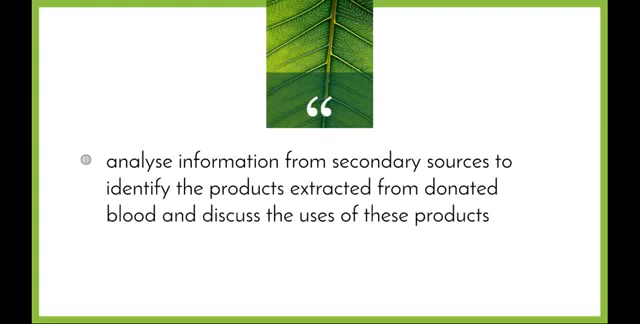 “
analyse information from secondary sources to
identify the products extracted from donated
blood and discuss the uses of these products